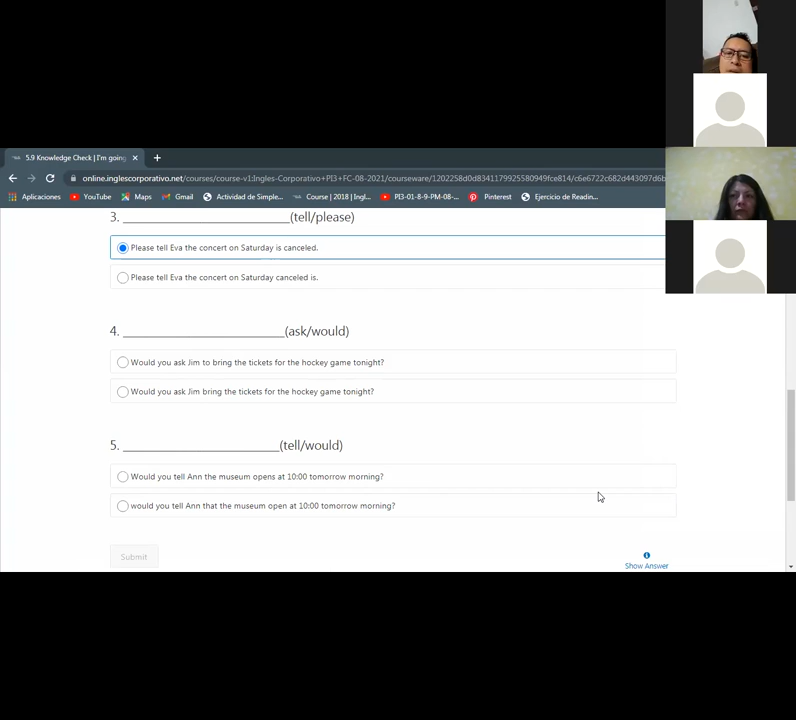 5.9 Knowledge Check | I'm going
online.inglescorporativo.net/courses/course-v1:Ingles-Corporativo+PI3+FC-08-2021/courseware/1202258d0d8341179925580949fce814/c6e6722c682d443097d6b
Aplicaciones YouTube Maps Gmail Actividad de Simple... Course | 2018 | Ingl... PI3-01-8-9-PM-08-... Pinterest Ejercicio de Readin...
3. ____________________________(tell/please)
Please tell Eva the concert on Saturday is canceled.
Please tell Eva the concert on Saturday canceled is.
4. ___________________________(ask/would)
Would you ask Jim to bring the tickets for the hockey game tonight?
Would you ask Jim bring the tickets for the hockey game tonight?
5. __________________________(tell/would)
Would you tell Ann the museum opens at 10:00 tomorrow morning?
would you tell Ann that the museum open at 10:00 tomorrow morning?
Submit
Show Answer